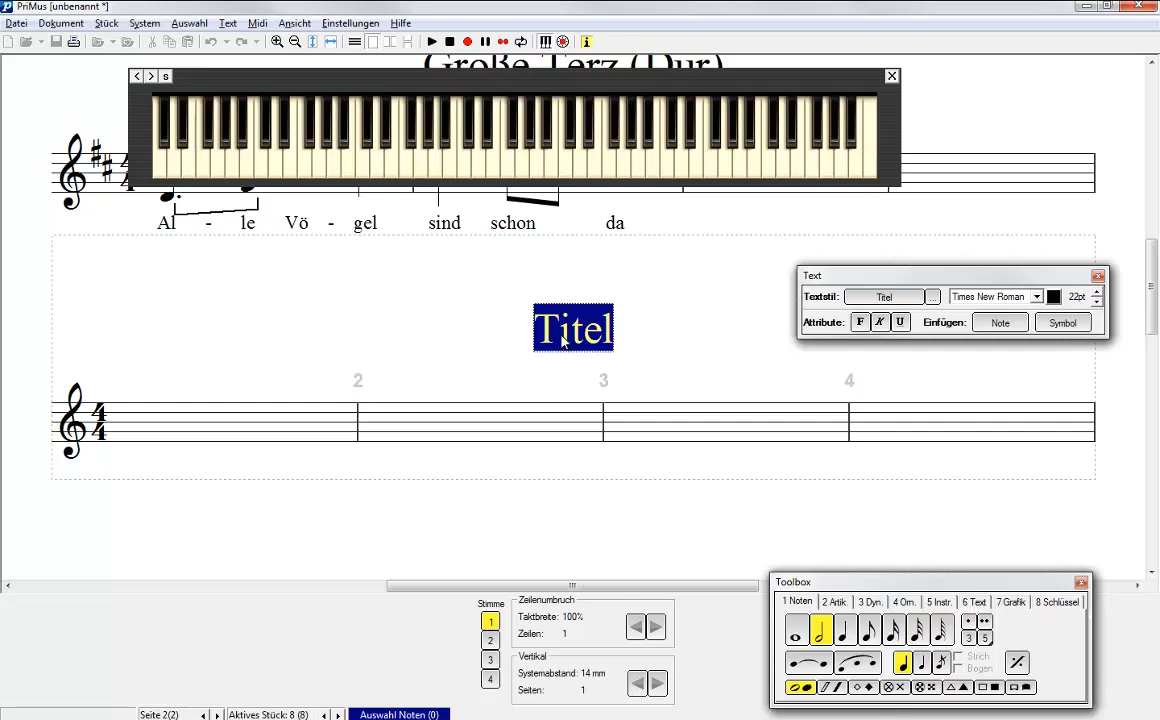 PriMus [unbenannt *]
Datei Dokument Stück System Auswahl Text Midi Ansicht Einstellungen Hilfe
Große Terz (Dur)
< > s X
Al - le Vö - gel sind schon da
Text
Textstil: Titel ... Times New Roman 22pt
Attribute: F K U Einfügen: Note Symbol
Titel
2 3 4
4
4
Toolbox
1 Noten 2 Artik. 3 Dyn. 4 Orn. 5 Instr. 6 Text 7 Grafik 8 Schlüssel
3 5
Strich
Bogen
Stimme
1
2
3
4
Zeilenumbruch
Taktbreite: 100%
Zeilen: 1
Vertikal
Systemabstand: 14 mm
Seiten: 1
Seite 2(2) Aktives Stück: 8 (8) Auswahl Noten (0)